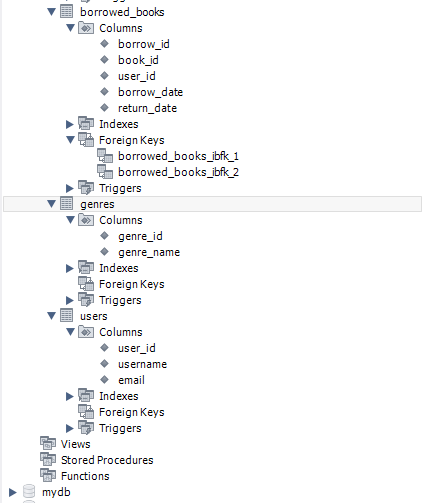 borrowed_books
Columns
borrow_id
book_id
user_id
borrow_date
return_date
Indexes
Foreign Keys
borrowed_books_ibfk_1
borrowed_books_ibfk_2
Triggers
genres
Columns
genre_id
genre_name
Indexes
Foreign Keys
Triggers
users
Columns
user_id
username
email
Indexes
Foreign Keys
Triggers
Views
Stored Procedures
Functions
mydb